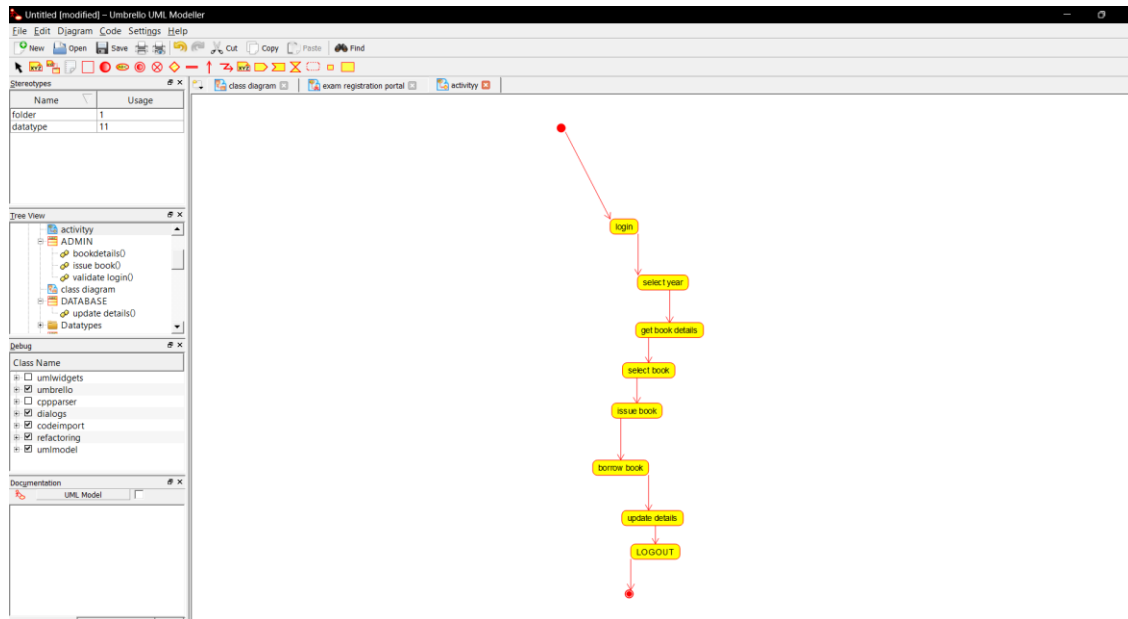 Untitled [modified] – Umbrello UML Modeller
File Edit Diagram Code Settings Help
New Open Save Cut Copy Paste Find
Stereotypes
class diagram exam registration portal activityy
Name Usage
folder 1
datatype 11
Tree View
activityy
ADMIN
bookdetails()
issue book()
validate login()
class diagram
DATABASE
update details()
Datatypes
Debug
Class Name
umlwidgets
umbrello
cppparser
dialogs
codeimport
refactoring
umlmodel
Documentation
UML Model
login
select year
get book details
select book
issue book
borrow book
update details
LOGOUT